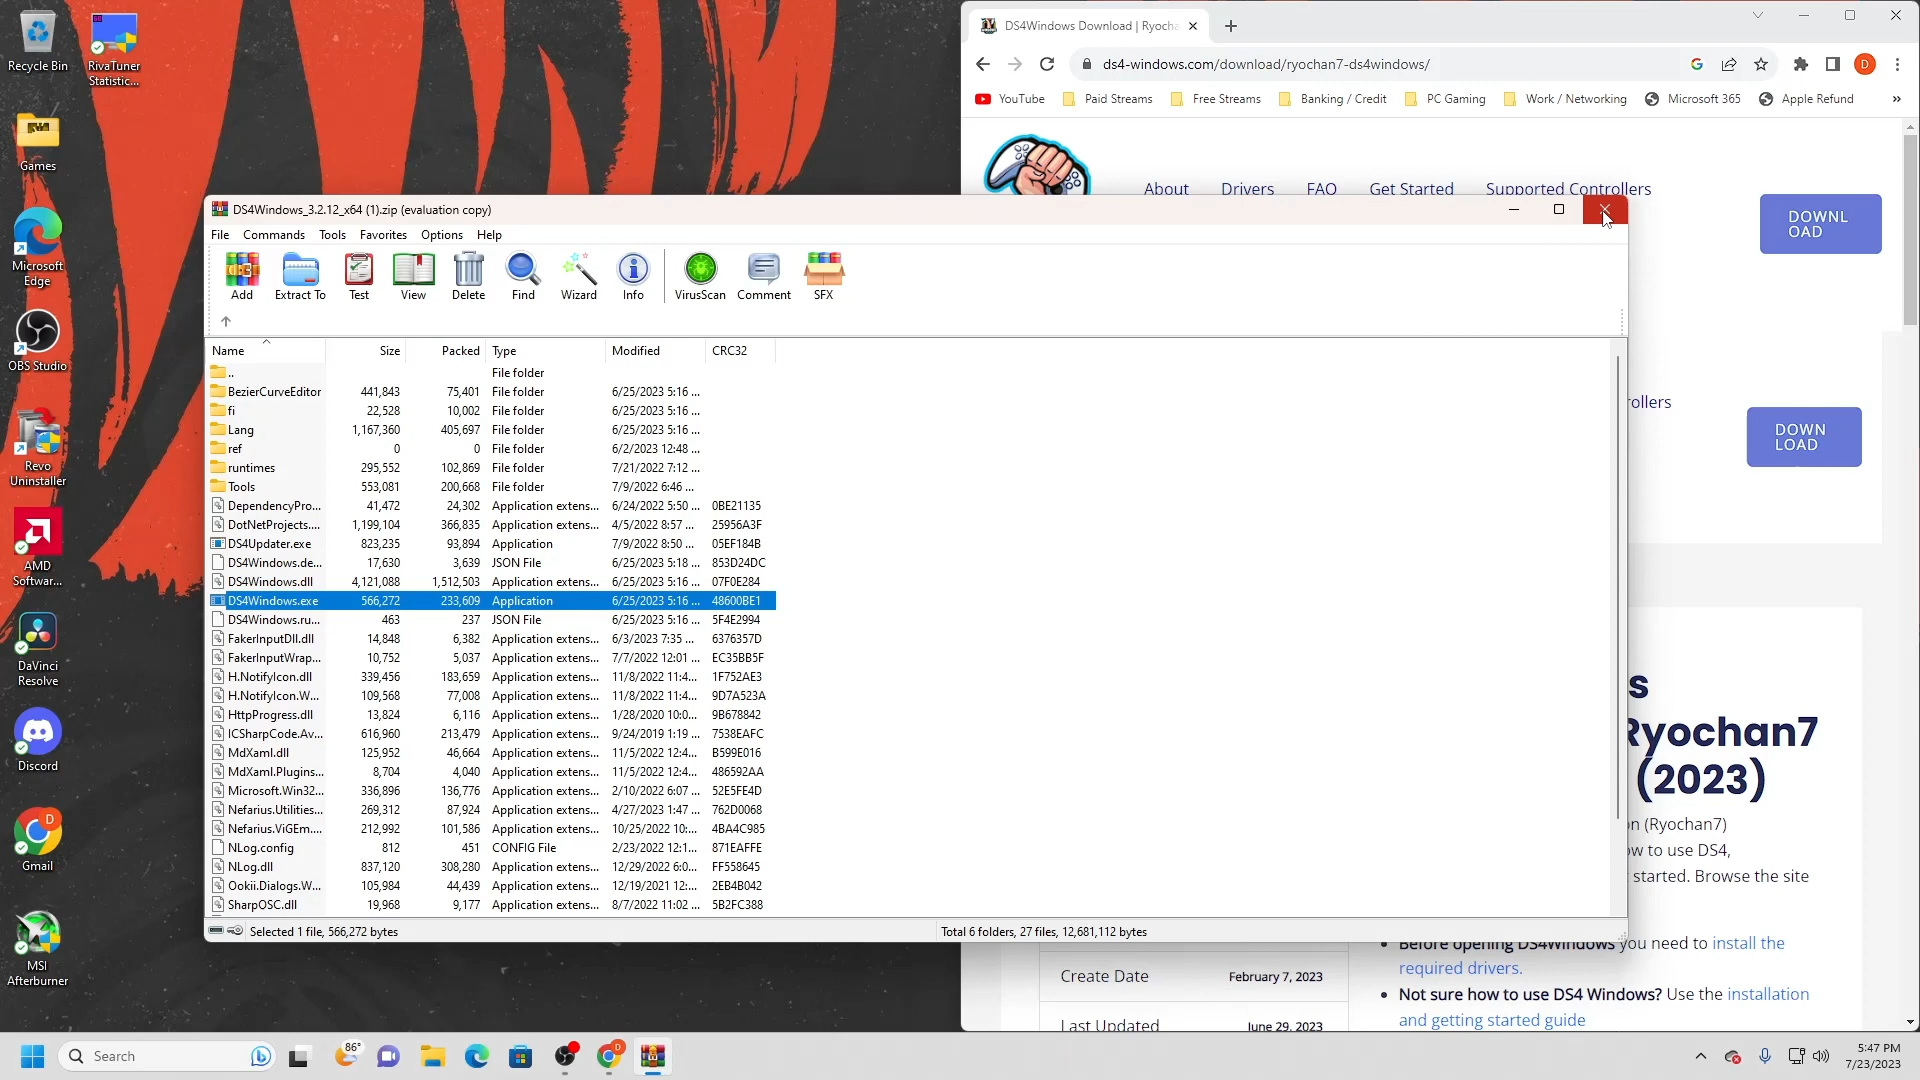 Recycle Bin
RivaTuner
Statistic...
Games
Microsoft
Edge
OBS Studio
Revo
Uninstaller
AMD
Softwar...
DaVinci
Resolve
Discord
Gmail
MSI
Afterburner
DS4Windows Download | Ryocha
ds4-windows.com/download/ryochan7-ds4windows/
D
YouTube
Paid Streams
Free Streams
Banking / Credit
PC Gaming
Work / Networking
Microsoft 365
Apple Refund
»
About
Drivers
FAQ
Get Started
Supported Controllers
DOWNL
OAD
DS4Windows_3.2.12_x64 (1).zip (evaluation copy)
File Commands Tools Favorites Options Help
Add
Extract To
Test
View
Delete
Find
Wizard
Info
VirusScan
Comment
SFX
Name Size Packed Type Modified CRC32
.. File folder
BezierCurveEditor 441,843 75,401 File folder 6/25/2023 5:16 ...
fi 22,528 10,002 File folder 6/25/2023 5:16 ...
Lang 1,167,360 405,697 File folder 6/25/2023 5:16 ...
ref 0 0 File folder 6/2/2023 12:48 ...
runtimes 295,552 102,869 File folder 7/21/2022 7:12 ...
Tools 553,081 200,668 File folder 7/9/2022 6:46 ...
DependencyPro... 41,472 24,302 Application extens... 6/24/2022 5:50 ... 0BE21135
DotNetProjects.... 1,199,104 366,835 Application extens... 4/5/2022 8:57 ... 25956A3F
DS4Updater.exe 823,235 93,894 Application 7/9/2022 8:50 ... 05EF184B
DS4Windows.de... 17,630 3,639 JSON File 6/25/2023 5:18 ... 853D24DC
DS4Windows.dll 4,121,088 1,512,503 Application extens... 6/25/2023 5:16 ... 07F0E284
DS4Windows.exe 566,272 233,609 Application 6/25/2023 5:16 ... 48600BE1
DS4Windows.ru... 463 237 JSON File 6/25/2023 5:16 ... 5F4E2994
FakerInputDll.dll 14,848 6,382 Application extens... 6/3/2023 7:35 ... 6376357D
FakerInputWrap... 10,752 5,037 Application extens... 7/7/2022 12:01 ... EC35BB5F
H.NotifyIcon.dll 339,456 183,659 Application extens... 11/8/2022 11:4... 1F752AE3
H.NotifyIcon.W... 109,568 77,008 Application extens... 11/8/2022 11:4... 9D7A523A
HttpProgress.dll 13,824 6,116 Application extens... 1/28/2020 10:0... 9B678842
ICSharpCode.Av... 616,960 213,479 Application extens... 9/24/2019 1:19 ... 7538EAFC
MdXaml.dll 125,952 46,664 Application extens... 11/5/2022 12:4... B599E016
MdXaml.Plugins... 8,704 4,040 Application extens... 11/5/2022 12:4... 486592AA
Microsoft.Win32... 336,896 136,776 Application extens... 2/10/2022 6:07 ... 52E5FE4D
Nefarius.Utilities... 269,312 87,924 Application extens... 4/27/2023 1:47 ... 762D0068
Nefarius.ViGEm.... 212,992 101,586 Application extens... 10/25/2022 10:... 4BA4C985
NLog.config 812 451 CONFIG File 2/23/2022 12:1... 871EAFFE
NLog.dll 837,120 308,280 Application extens... 12/29/2022 6:0... FF558645
Ookii.Dialogs.W... 105,984 44,439 Application extens... 12/19/2021 12:... 2EB4B042
SharpOSC.dll 19,968 9,177 Application extens... 8/7/2022 11:02 ... 5B2FC388
Selected 1 file, 566,272 bytes
Total 6 folders, 27 files, 12,681,112 bytes
rollers
DOWN
LOAD
s
Ryochan7
(2023)
on (Ryochan7)
ow to use DS4,
started. Browse the site
• Before opening DS4Windows you need to install the
required drivers.
• Not sure how to use DS4 Windows? Use the installation
and getting started guide
Create Date February 7, 2023
Last Updated June 29, 2023
Search
86°
5:47 PM
7/23/2023